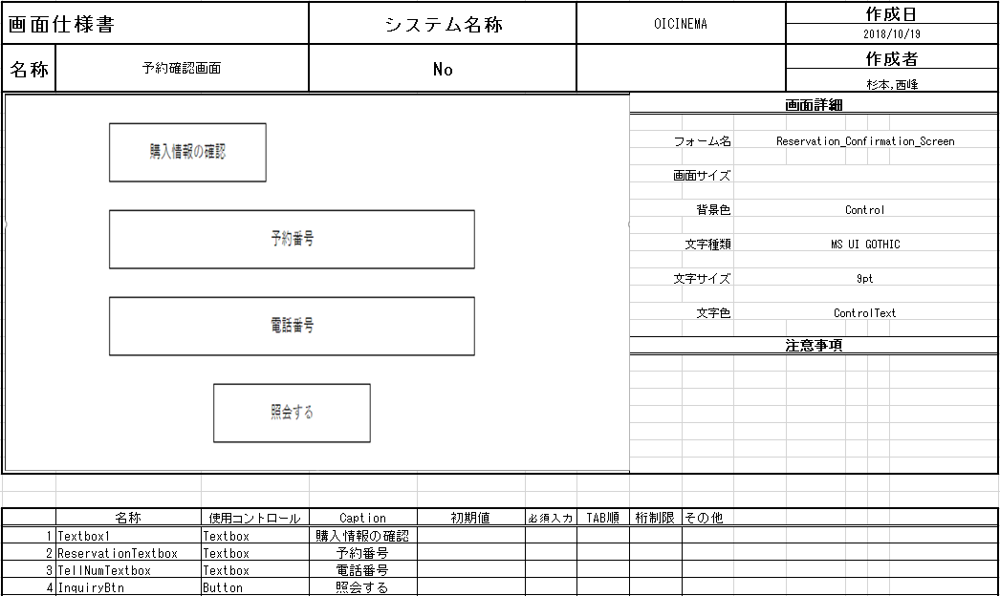 画面仕様書 システム名称 OICINEMA 作成日
2018/10/19
名称 予約確認画面 No 作成者
杉本,西峰
画面詳細
購入情報の確認
予約番号
電話番号
照会する
フォーム名 Reservation_Confirmation_Screen
画面サイズ
背景色 Control
文字種類 MS UI GOTHIC
文字サイズ 9pt
文字色 ControlText
注意事項
名称 使用コントロール Caption 初期値 必須入力 TAB順 桁制限 その他
1 Textbox1 Textbox 購入情報の確認
2 ReservationTextbox Textbox 予約番号
3 TellNumTextbox Textbox 電話番号
4 InquiryBtn Button 照会する